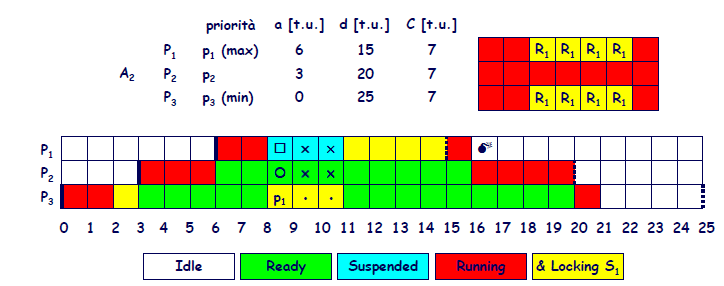 priorità a [t.u.] d [t.u.] C [t.u.]
P1 p1 (max) 6 15 7 R1 R1 R1 R1
A2 P2 p2 3 20 7
P3 p3 (min) 0 25 7 R1 R1 R1 R1
P1 □ × ×
P2 O × ×
P3 p1 · ·
0 1 2 3 4 5 6 7 8 9 10 11 12 13 14 15 16 17 18 19 20 21 22 23 24 25
Idle Ready Suspended Running & Locking S1